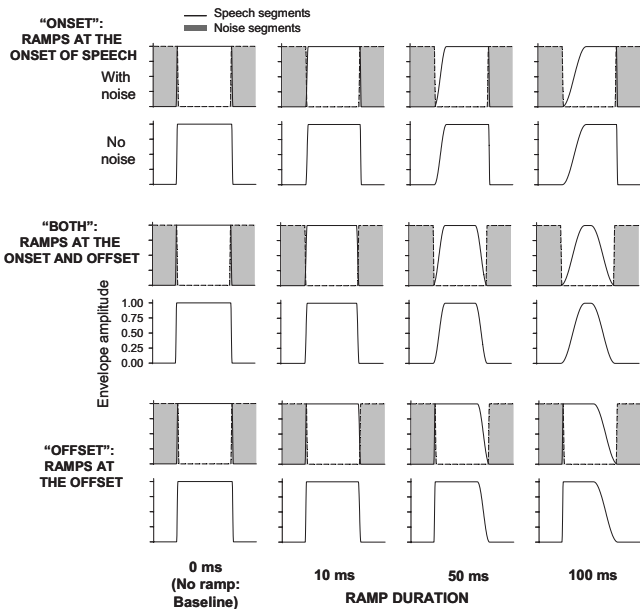 Speech segments
Noise segments
“ONSET”:
RAMPS AT THE
ONSET OF SPEECH
With
noise
No
noise
“BOTH”:
RAMPS AT THE
ONSET AND OFFSET
Envelope amplitude
1.00
0.75
0.50
0.25
0.00
“OFFSET”:
RAMPS AT
THE OFFSET
0 ms
(No ramp:
Baseline)
10 ms
50 ms
100 ms
RAMP DURATION